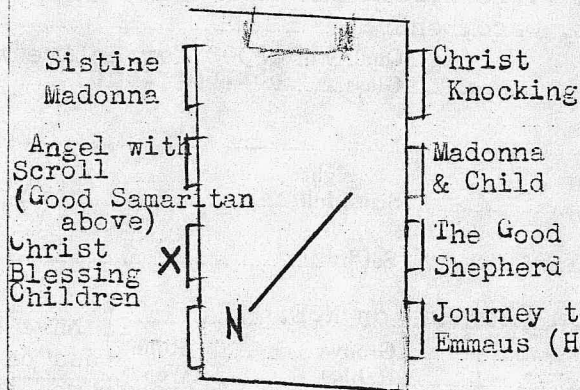 Sistine
Madonna
Angel with
Scroll
(Good Samaritan
above)
Christ
Blessing X
Children
N
Christ
Knocking
Madonna
& Child
The Good
Shepherd
Journey t
Emmaus (H